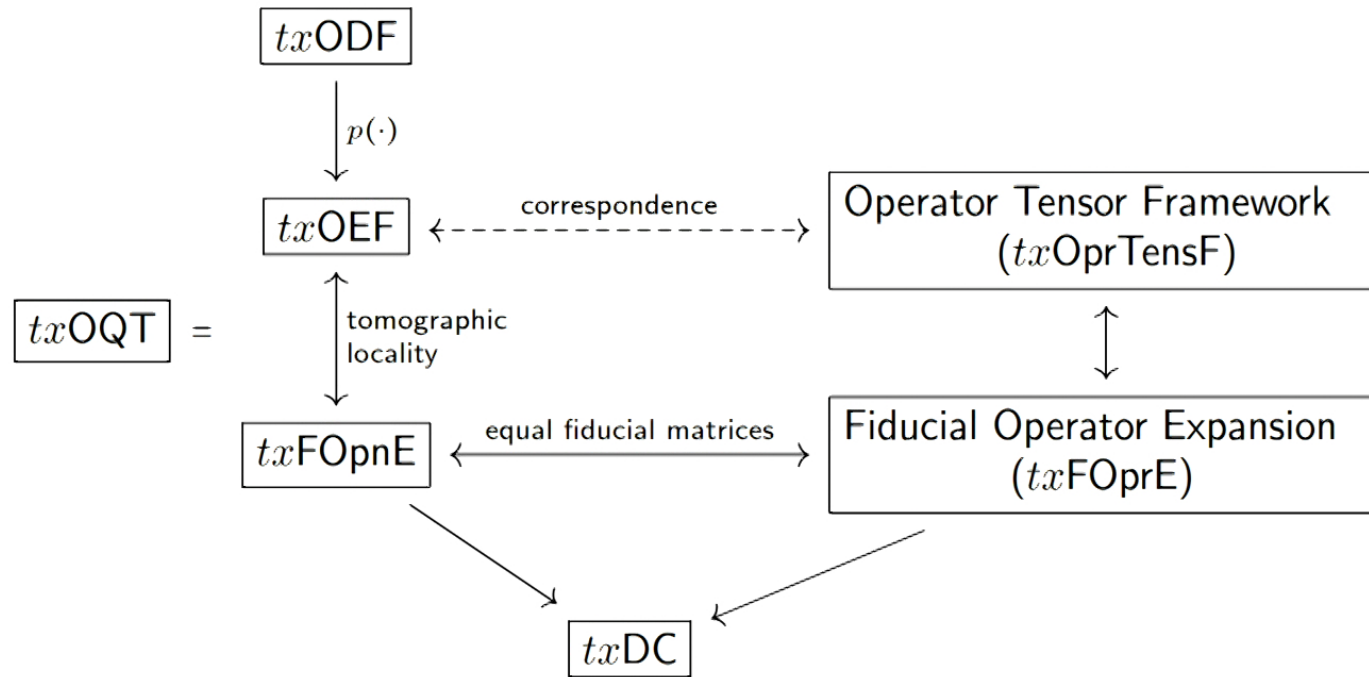 txODF
p(·)
txOEF
correspondence
Operator Tensor Framework
(txOprTensF)
txOQT =
tomographic
locality
txFOpnE
equal fiducial matrices
Fiducial Operator Expansion
(txFOprE)
txDC